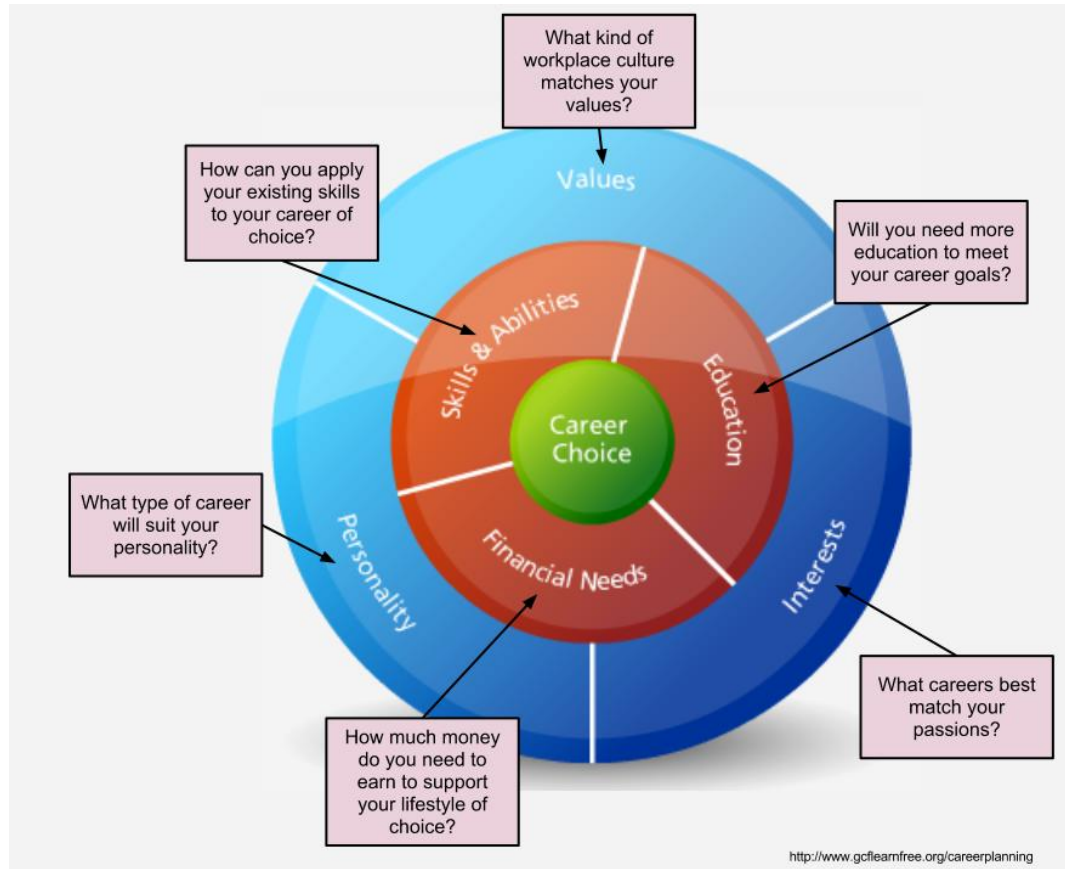 What kind of
workplace culture
matches your
values?
How can you apply
your existing skills
to your career of
choice?
Values
Will you need more
education to meet
your career goals?
Skills & Abilities
Education
Career
Choice
What type of career
will suit your
personality?
Personality
Financial Needs
Interests
What careers best
match your
passions?
How much money
do you need to
earn to support
your lifestyle of
choice?
http://www.gcflearnfree.org/careerplanning